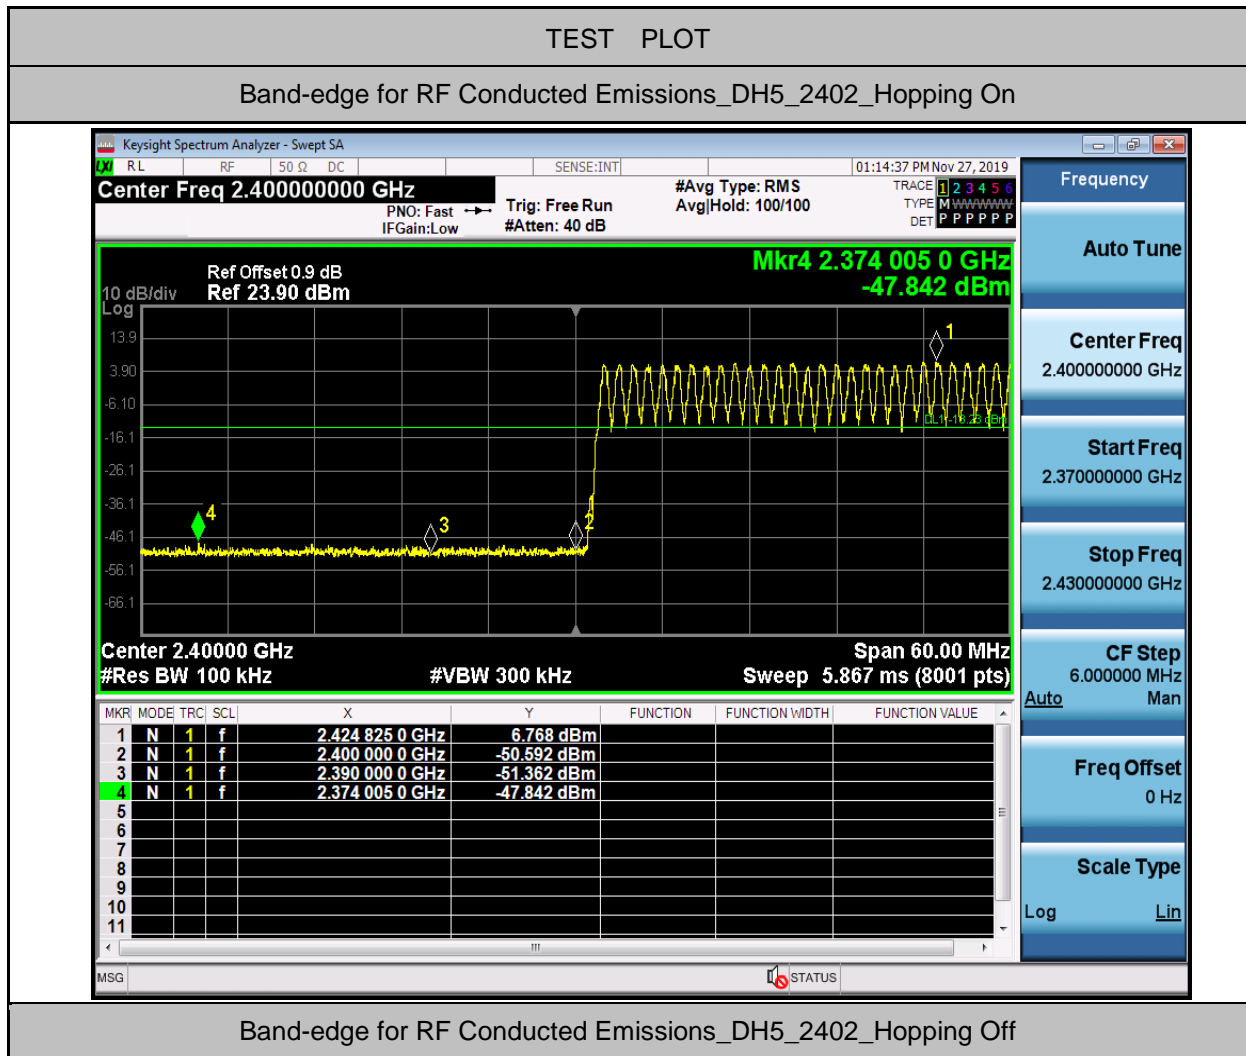 TEST PLOT
Band-edge for RF Conducted Emissions_DH5_2402_Hopping On
Keysight Spectrum Analyzer - Swept SA
LXI RL RF 50 Ω DC SENSE:INT 01:14:37 PM Nov 27, 2019
Center Freq 2.400000000 GHz
PNO: Fast
IFGain:Low
Trig: Free Run
#Atten: 40 dB
#Avg Type: RMS
Avg|Hold: 100/100
TRACE 1 2 3 4 5 6
TYPE M WWWWW
DET P P P P P P
Mkr4 2.374 005 0 GHz
-47.842 dBm
Ref Offset 0.9 dB
10 dB/div Ref 23.90 dBm
Log
13.9
3.90
-6.10
-16.1
-26.1
-36.1
-46.1
-56.1
-66.1
1
2
3
4
Center 2.40000 GHz
Span 60.00 MHz
#Res BW 100 kHz
#VBW 300 kHz
Sweep 5.867 ms (8001 pts)
MKR MODE TRC SCL X Y FUNCTION FUNCTION WIDTH FUNCTION VALUE
1 N 1 f 2.424 825 0 GHz 6.768 dBm
2 N 1 f 2.400 000 0 GHz -50.592 dBm
3 N 1 f 2.390 000 0 GHz -51.362 dBm
4 N 1 f 2.374 005 0 GHz -47.842 dBm
5
6
7
8
9
10
11
MSG
STATUS
Frequency
Auto Tune
Center Freq
2.400000000 GHz
Start Freq
2.370000000 GHz
Stop Freq
2.430000000 GHz
CF Step
6.000000 MHz
Auto Man
Freq Offset
0 Hz
Scale Type
Log Lin
Band-edge for RF Conducted Emissions_DH5_2402_Hopping Off